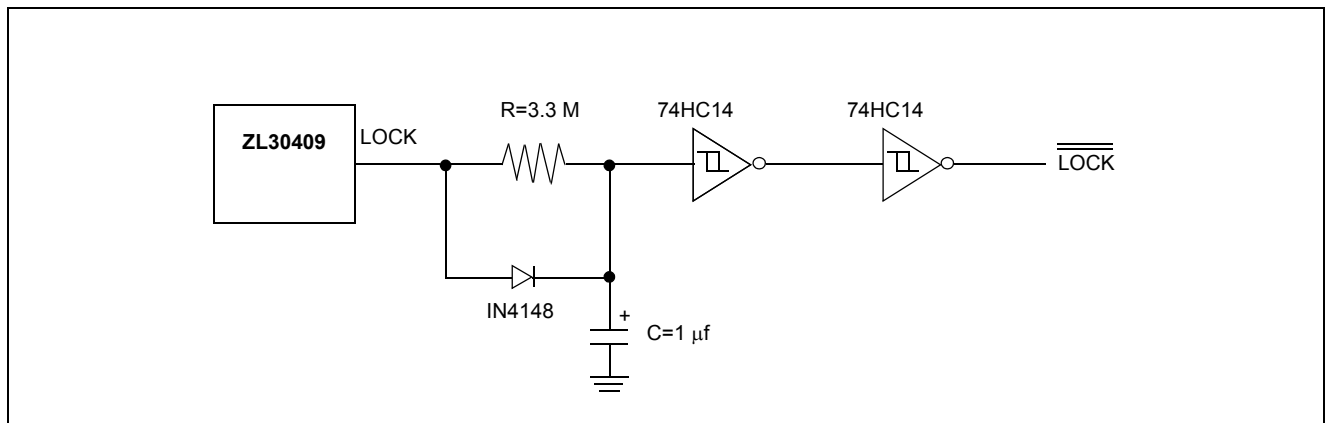 R=3.3 M
74HC14
74HC14
ZL30409
LOCK
LOCK
IN4148
+
C=1 µf